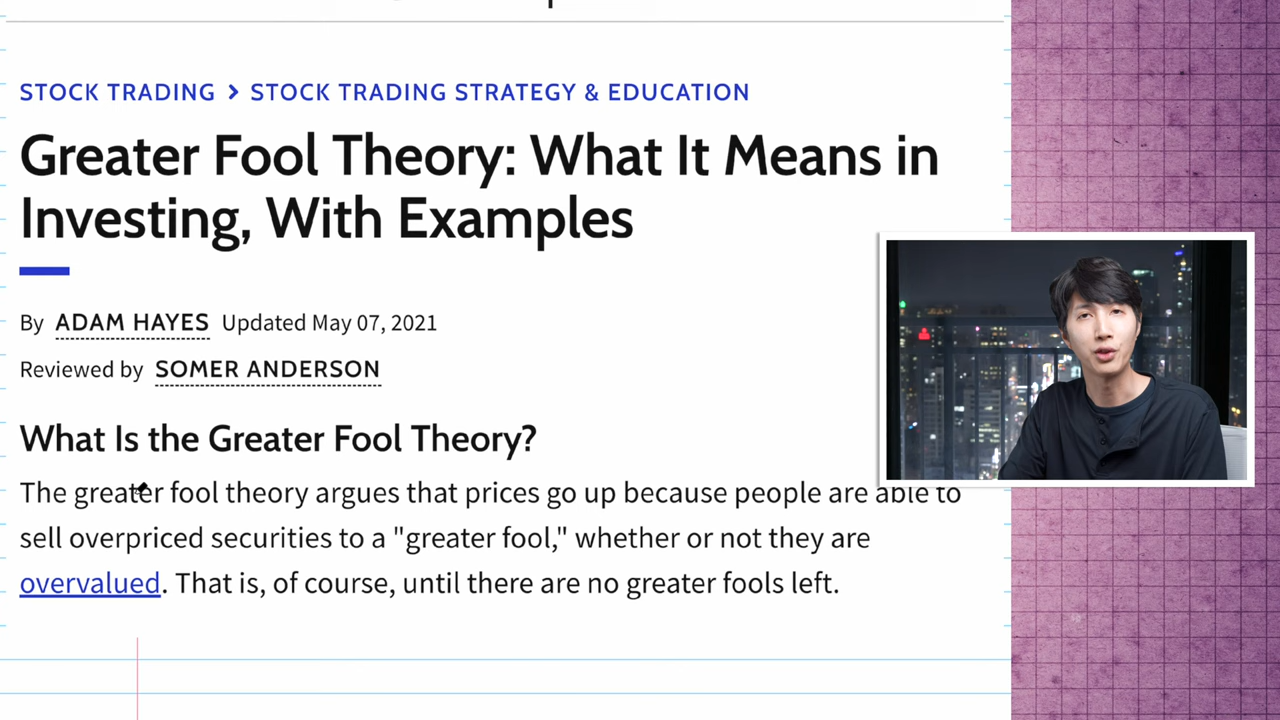 STOCK TRADING > STOCK TRADING STRATEGY & EDUCATION
Greater Fool Theory: What It Means in
Investing, With Examples
By ADAM HAYES Updated May 07, 2021
Reviewed by SOMER ANDERSON
What Is the Greater Fool Theory?
The greater fool theory argues that prices go up because people are able to
sell overpriced securities to a "greater fool," whether or not they are
overvalued. That is, of course, until there are no greater fools left.